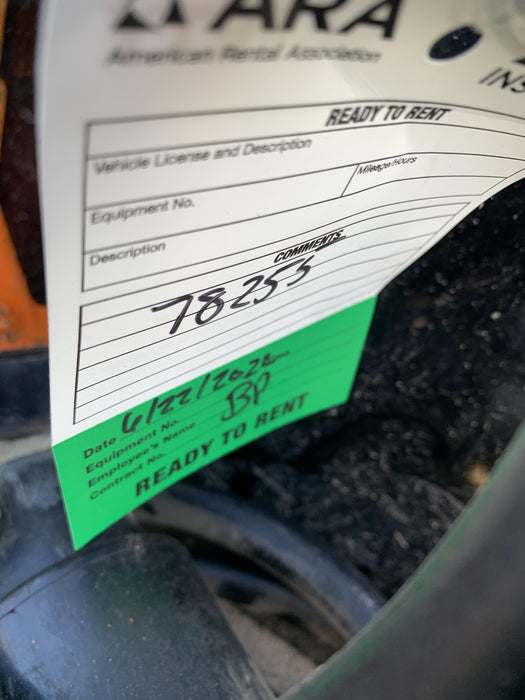 ARA
American Rental Association
INS
READY TO RENT
Vehicle License and Description
Mileage/Hours
Equipment No.
Description
COMMENTS
78253
Date 6/22/2020
Equipment No.
Employee's Name BP
Contract No.
READY TO RENT